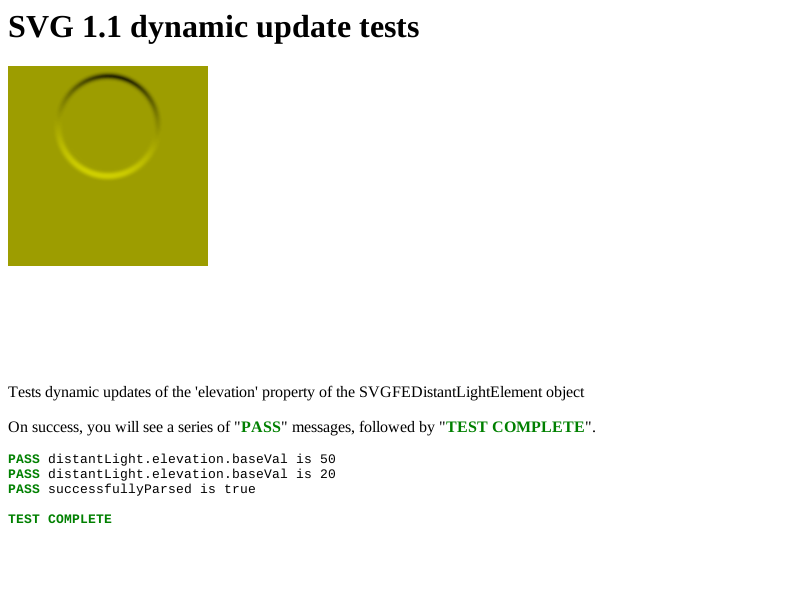 SVG 1.1 dynamic update tests
Tests dynamic updates of the 'elevation' property of the SVGFEDistantLightElement object
On success, you will see a series of "PASS" messages, followed by "TEST COMPLETE".
PASS distantLight.elevation.baseVal is 50
PASS distantLight.elevation.baseVal is 20
PASS successfullyParsed is true
TEST COMPLETE